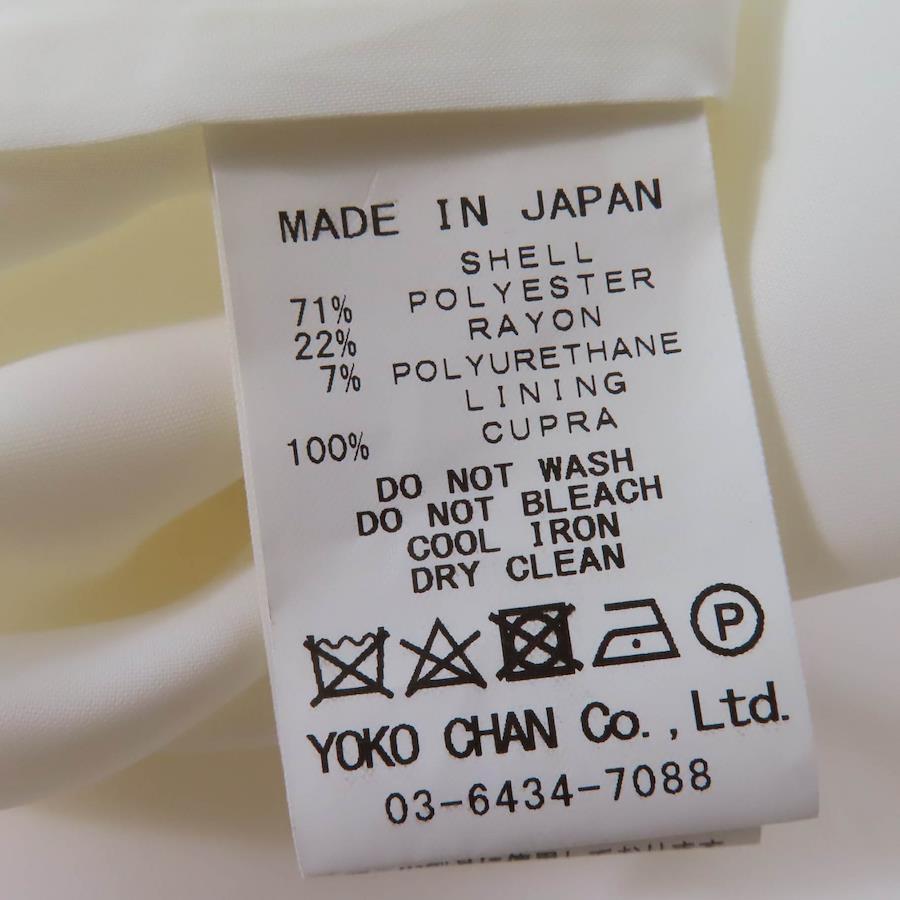 MADE IN JAPAN
SHELL
71% POLYESTER
22% RAYON
7% POLYURETHANE
LINING
100% CUPRA
DO NOT WASH
DO NOT BLEACH
COOL IRON
DRY CLEAN
P
YOKO CHAN Co.,Ltd.
03-6434-7088